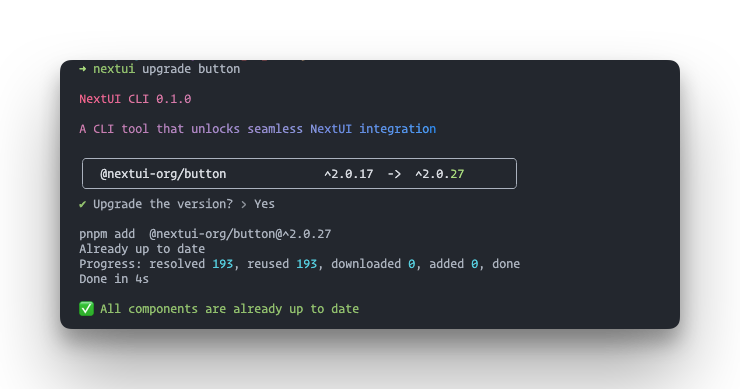 ➜ nextui upgrade button
NextUI CLI 0.1.0
A CLI tool that unlocks seamless NextUI integration
@nextui-org/button ^2.0.17 -> ^2.0.27
✔ Upgrade the version? › Yes
pnpm add  @nextui-org/button@^2.0.27
Already up to date
Progress: resolved 193, reused 193, downloaded 0, added 0, done
Done in 4s
✅ All components are already up to date